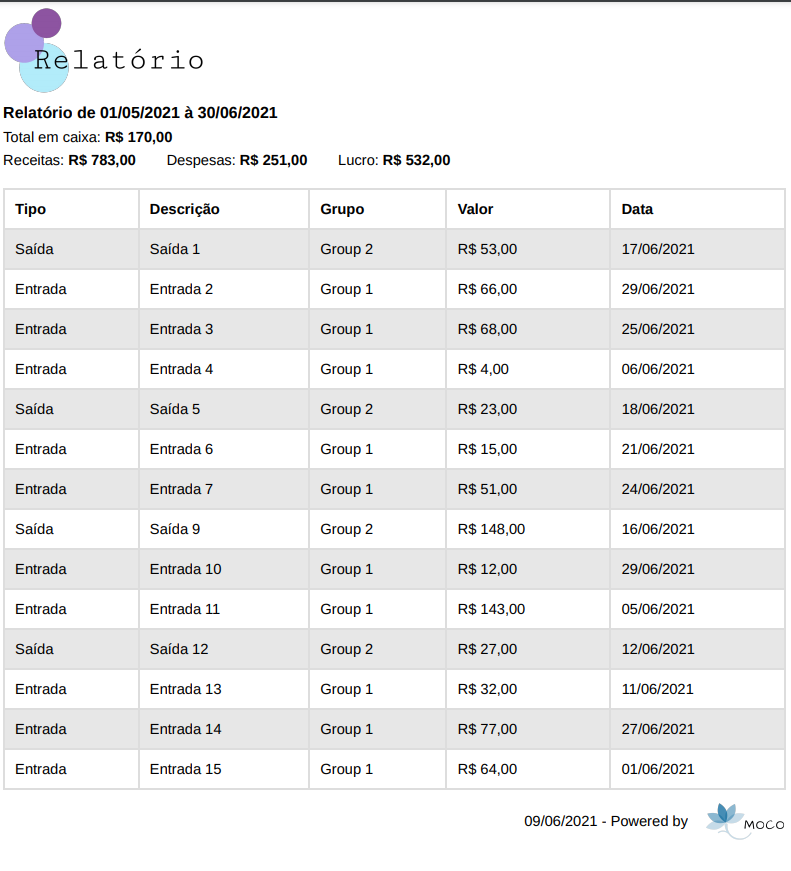 Relatório
Relatório de 01/05/2021 à 30/06/2021
Total em caixa: R$ 170,00
Receitas: R$ 783,00 Despesas: R$ 251,00 Lucro: R$ 532,00
Tipo Descrição Grupo Valor Data
Saída Saída 1 Group 2 R$ 53,00 17/06/2021
Entrada Entrada 2 Group 1 R$ 66,00 29/06/2021
Entrada Entrada 3 Group 1 R$ 68,00 25/06/2021
Entrada Entrada 4 Group 1 R$ 4,00 06/06/2021
Saída Saída 5 Group 2 R$ 23,00 18/06/2021
Entrada Entrada 6 Group 1 R$ 15,00 21/06/2021
Entrada Entrada 7 Group 1 R$ 51,00 24/06/2021
Saída Saída 9 Group 2 R$ 148,00 16/06/2021
Entrada Entrada 10 Group 1 R$ 12,00 29/06/2021
Entrada Entrada 11 Group 1 R$ 143,00 05/06/2021
Saída Saída 12 Group 2 R$ 27,00 12/06/2021
Entrada Entrada 13 Group 1 R$ 32,00 11/06/2021
Entrada Entrada 14 Group 1 R$ 77,00 27/06/2021
Entrada Entrada 15 Group 1 R$ 64,00 01/06/2021
09/06/2021 - Powered by MOCO